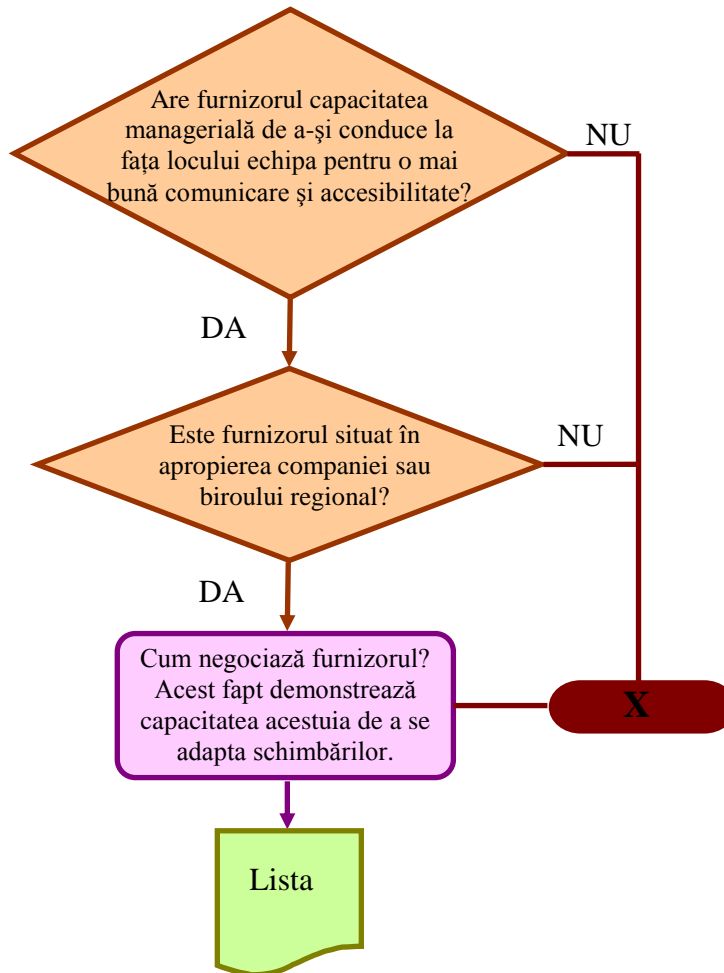 Are furnizorul capacitatea
managerială de a-şi conduce la
fața locului echipa pentru o mai
bună comunicare şi accesibilitate?
NU
DA
Este furnizorul situat în
apropierea companiei sau
biroului regional?
NU
DA
Cum negociază furnizorul?
Acest fapt demonstrează
capacitatea acestuia de a se
adapta schimbărilor.
X
Lista